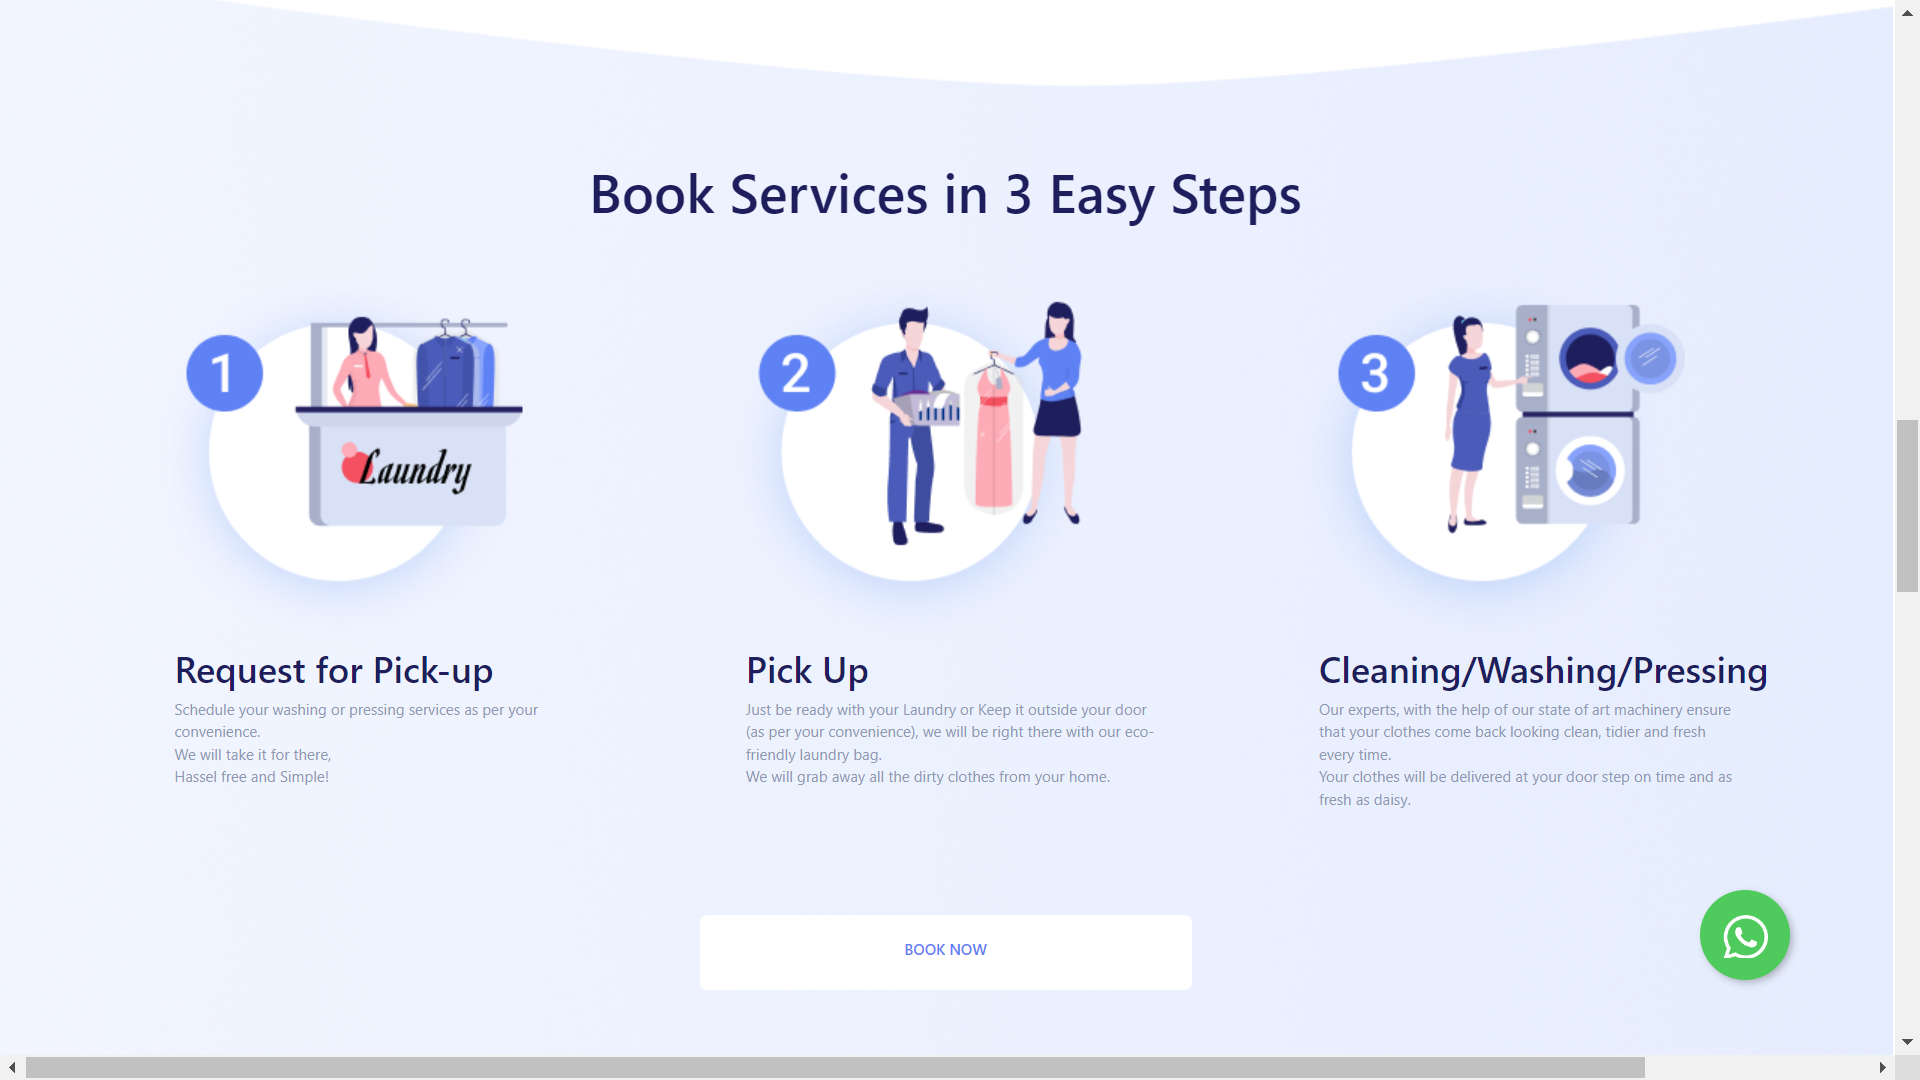 Book Services in 3 Easy Steps
1
Laundry
2
3
Request for Pick-up
Schedule your washing or pressing services as per your
convenience.
We will take it for there,
Hassel free and Simple!
Pick Up
Just be ready with your Laundry or Keep it outside your door
(as per your convenience), we will be right there with our eco-
friendly laundry bag.
We will grab away all the dirty clothes from your home.
Cleaning/Washing/Pressing
Our experts, with the help of our state of art machinery ensure
that your clothes come back looking clean, tidier and fresh
every time.
Your clothes will be delivered at your door step on time and as
fresh as daisy.
BOOK NOW